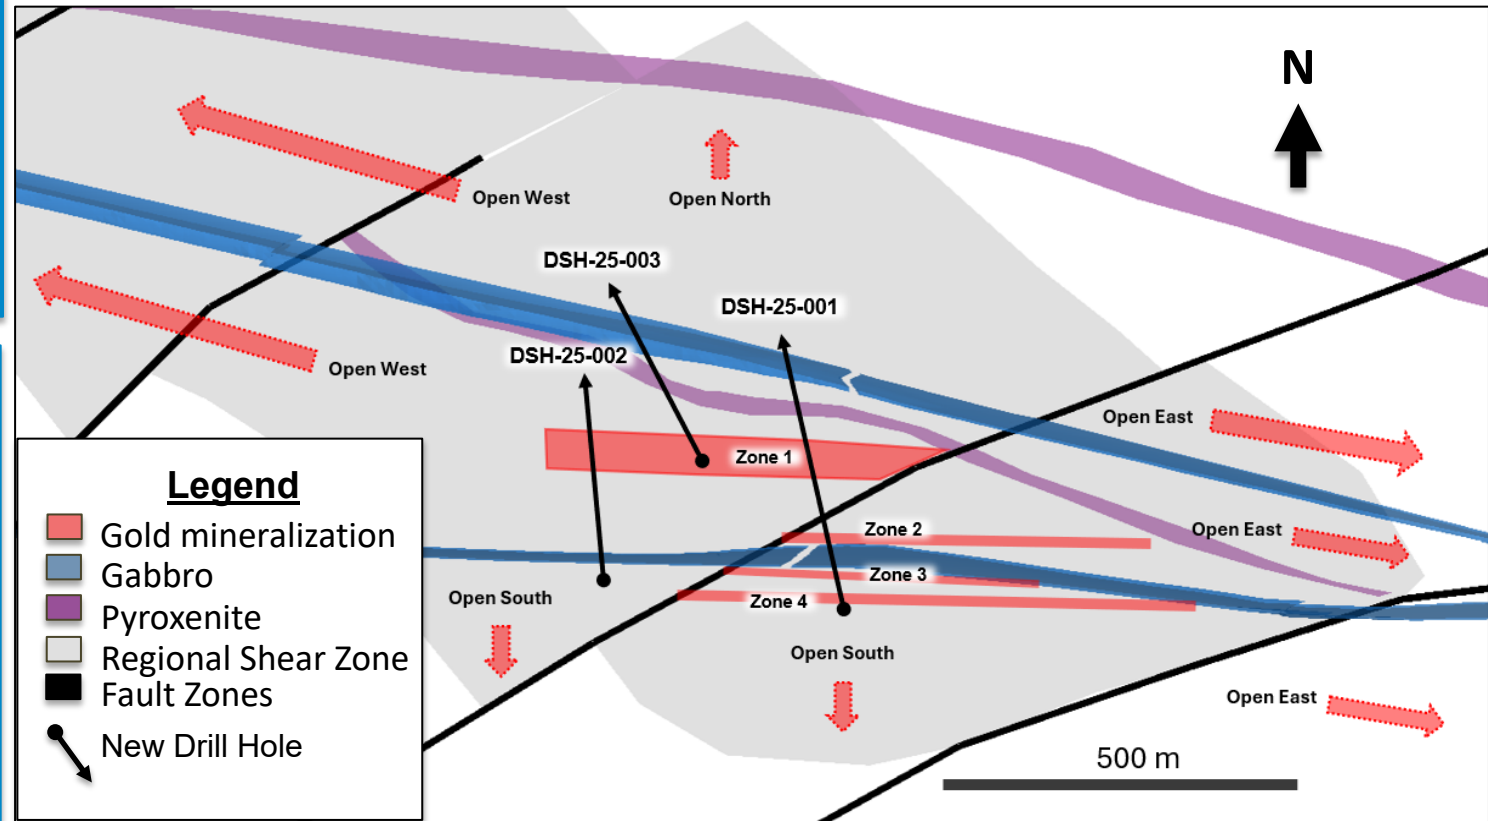 N
Open West
Open North
DSH-25-003
DSH-25-001
DSH-25-002
Open West
Open East
Zone 1
Open East
Zone 2
Zone 3
Zone 4
Open South
Open South
Open East
500 m
Legend
Gold mineralization
Gabbro
Pyroxenite
Regional Shear Zone
Fault Zones
New Drill Hole